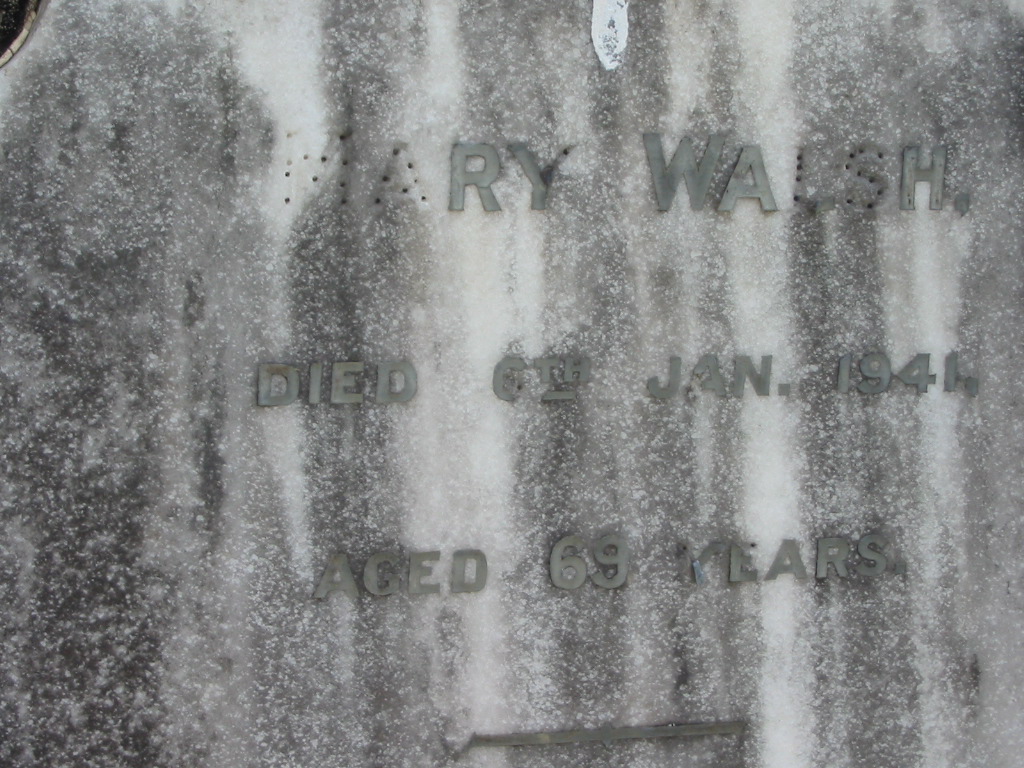 MARY WALSH,
DIED 6TH JAN. 1941,
AGED 69 YEARS.